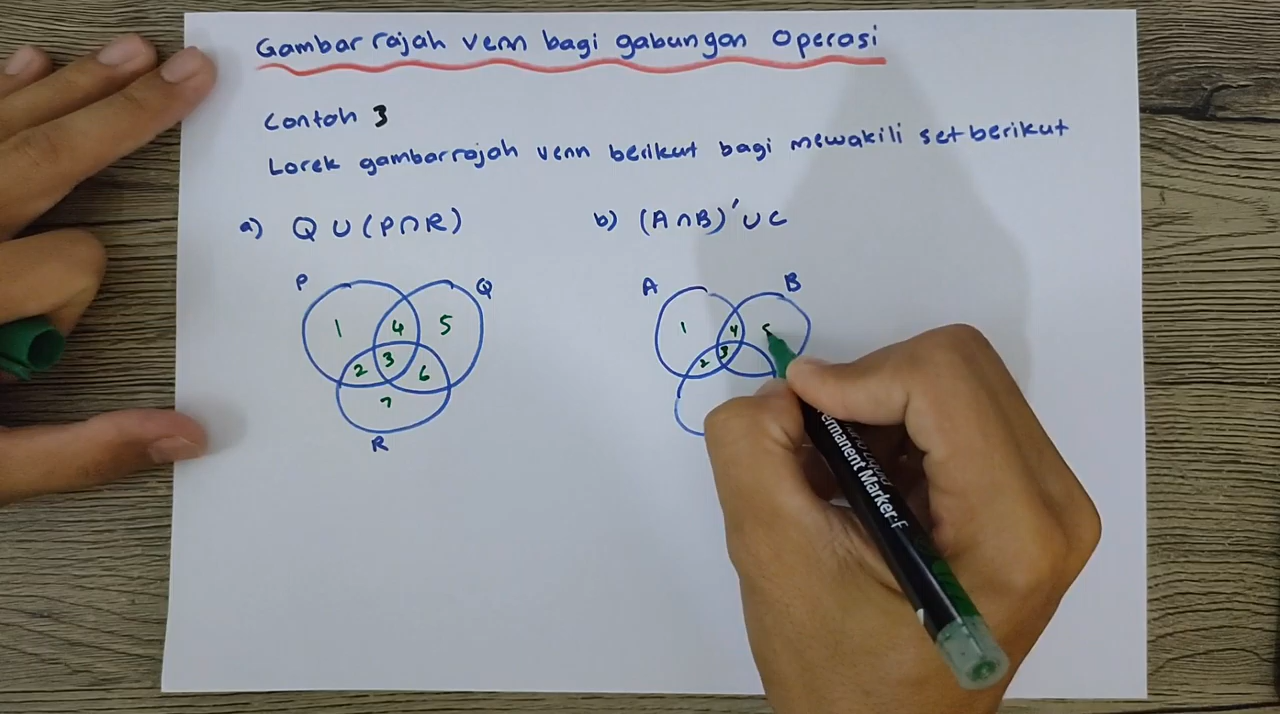 Gambar rajah venn bagi gabungan Operasi
Contoh 3
Lorek gambarrajah venn berikut bagi mewakili set berikut
a) Q ∪ (P∩R)
b) (A∩B)' ∪ C
P
Q
1
4
5
3
2
6
7
R
A
B
1
4
5
3
2
Permanent Marker·F